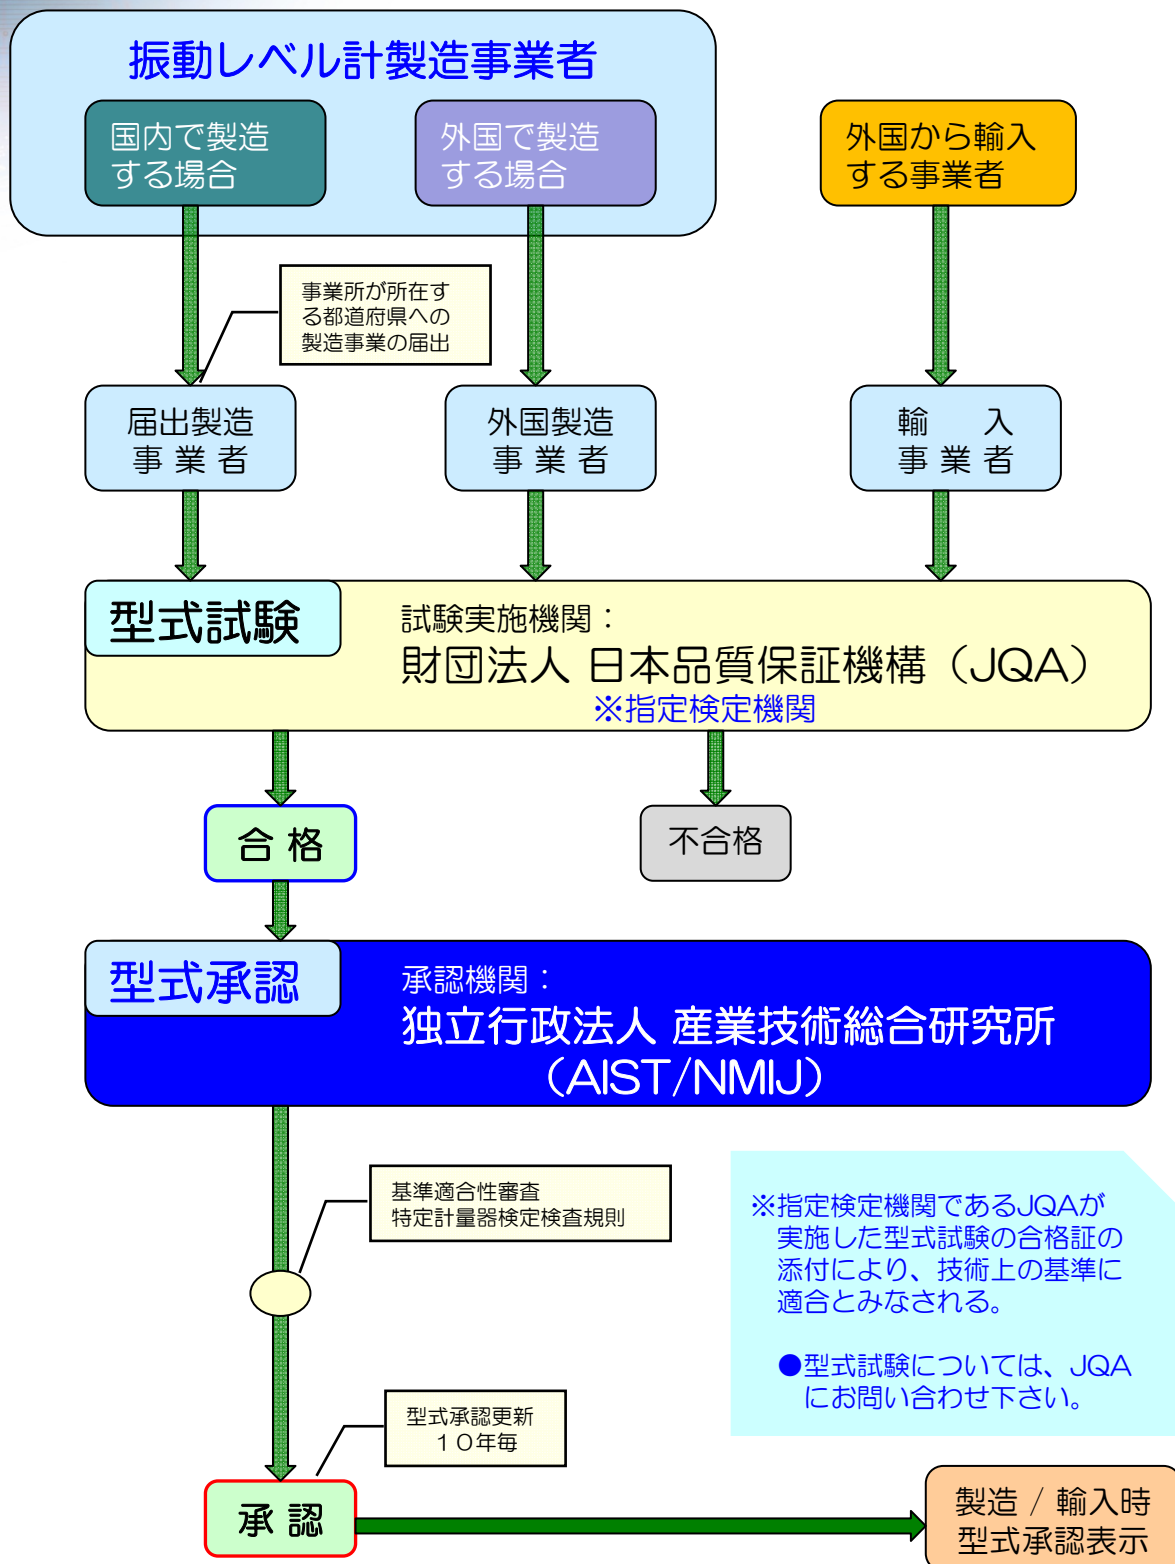 振動レベル計製造事業者
国内で製造
する場合
外国で製造
する場合
外国から輸入
する事業者
事業所が所在す
る都道府県への
製造事業の届出
届出製造
事 業 者
外国製造
事 業 者
輸　　入
事 業 者
型式試験
試験実施機関：
財団法人 日本品質保証機構（JQA）
※指定検定機関
合 格
不合格
型式承認
承認機関：
独立行政法人 産業技術総合研究所
（AIST/NMIJ）
基準適合性審査
特定計量器検定検査規則
※指定検定機関であるJQAが
実施した型式試験の合格証の
添付により、技術上の基準に
適合とみなされる。
●型式試験については、JQA
にお問い合わせ下さい。
型式承認更新
１０年毎
承 認
製造 / 輸入時
型式承認表示